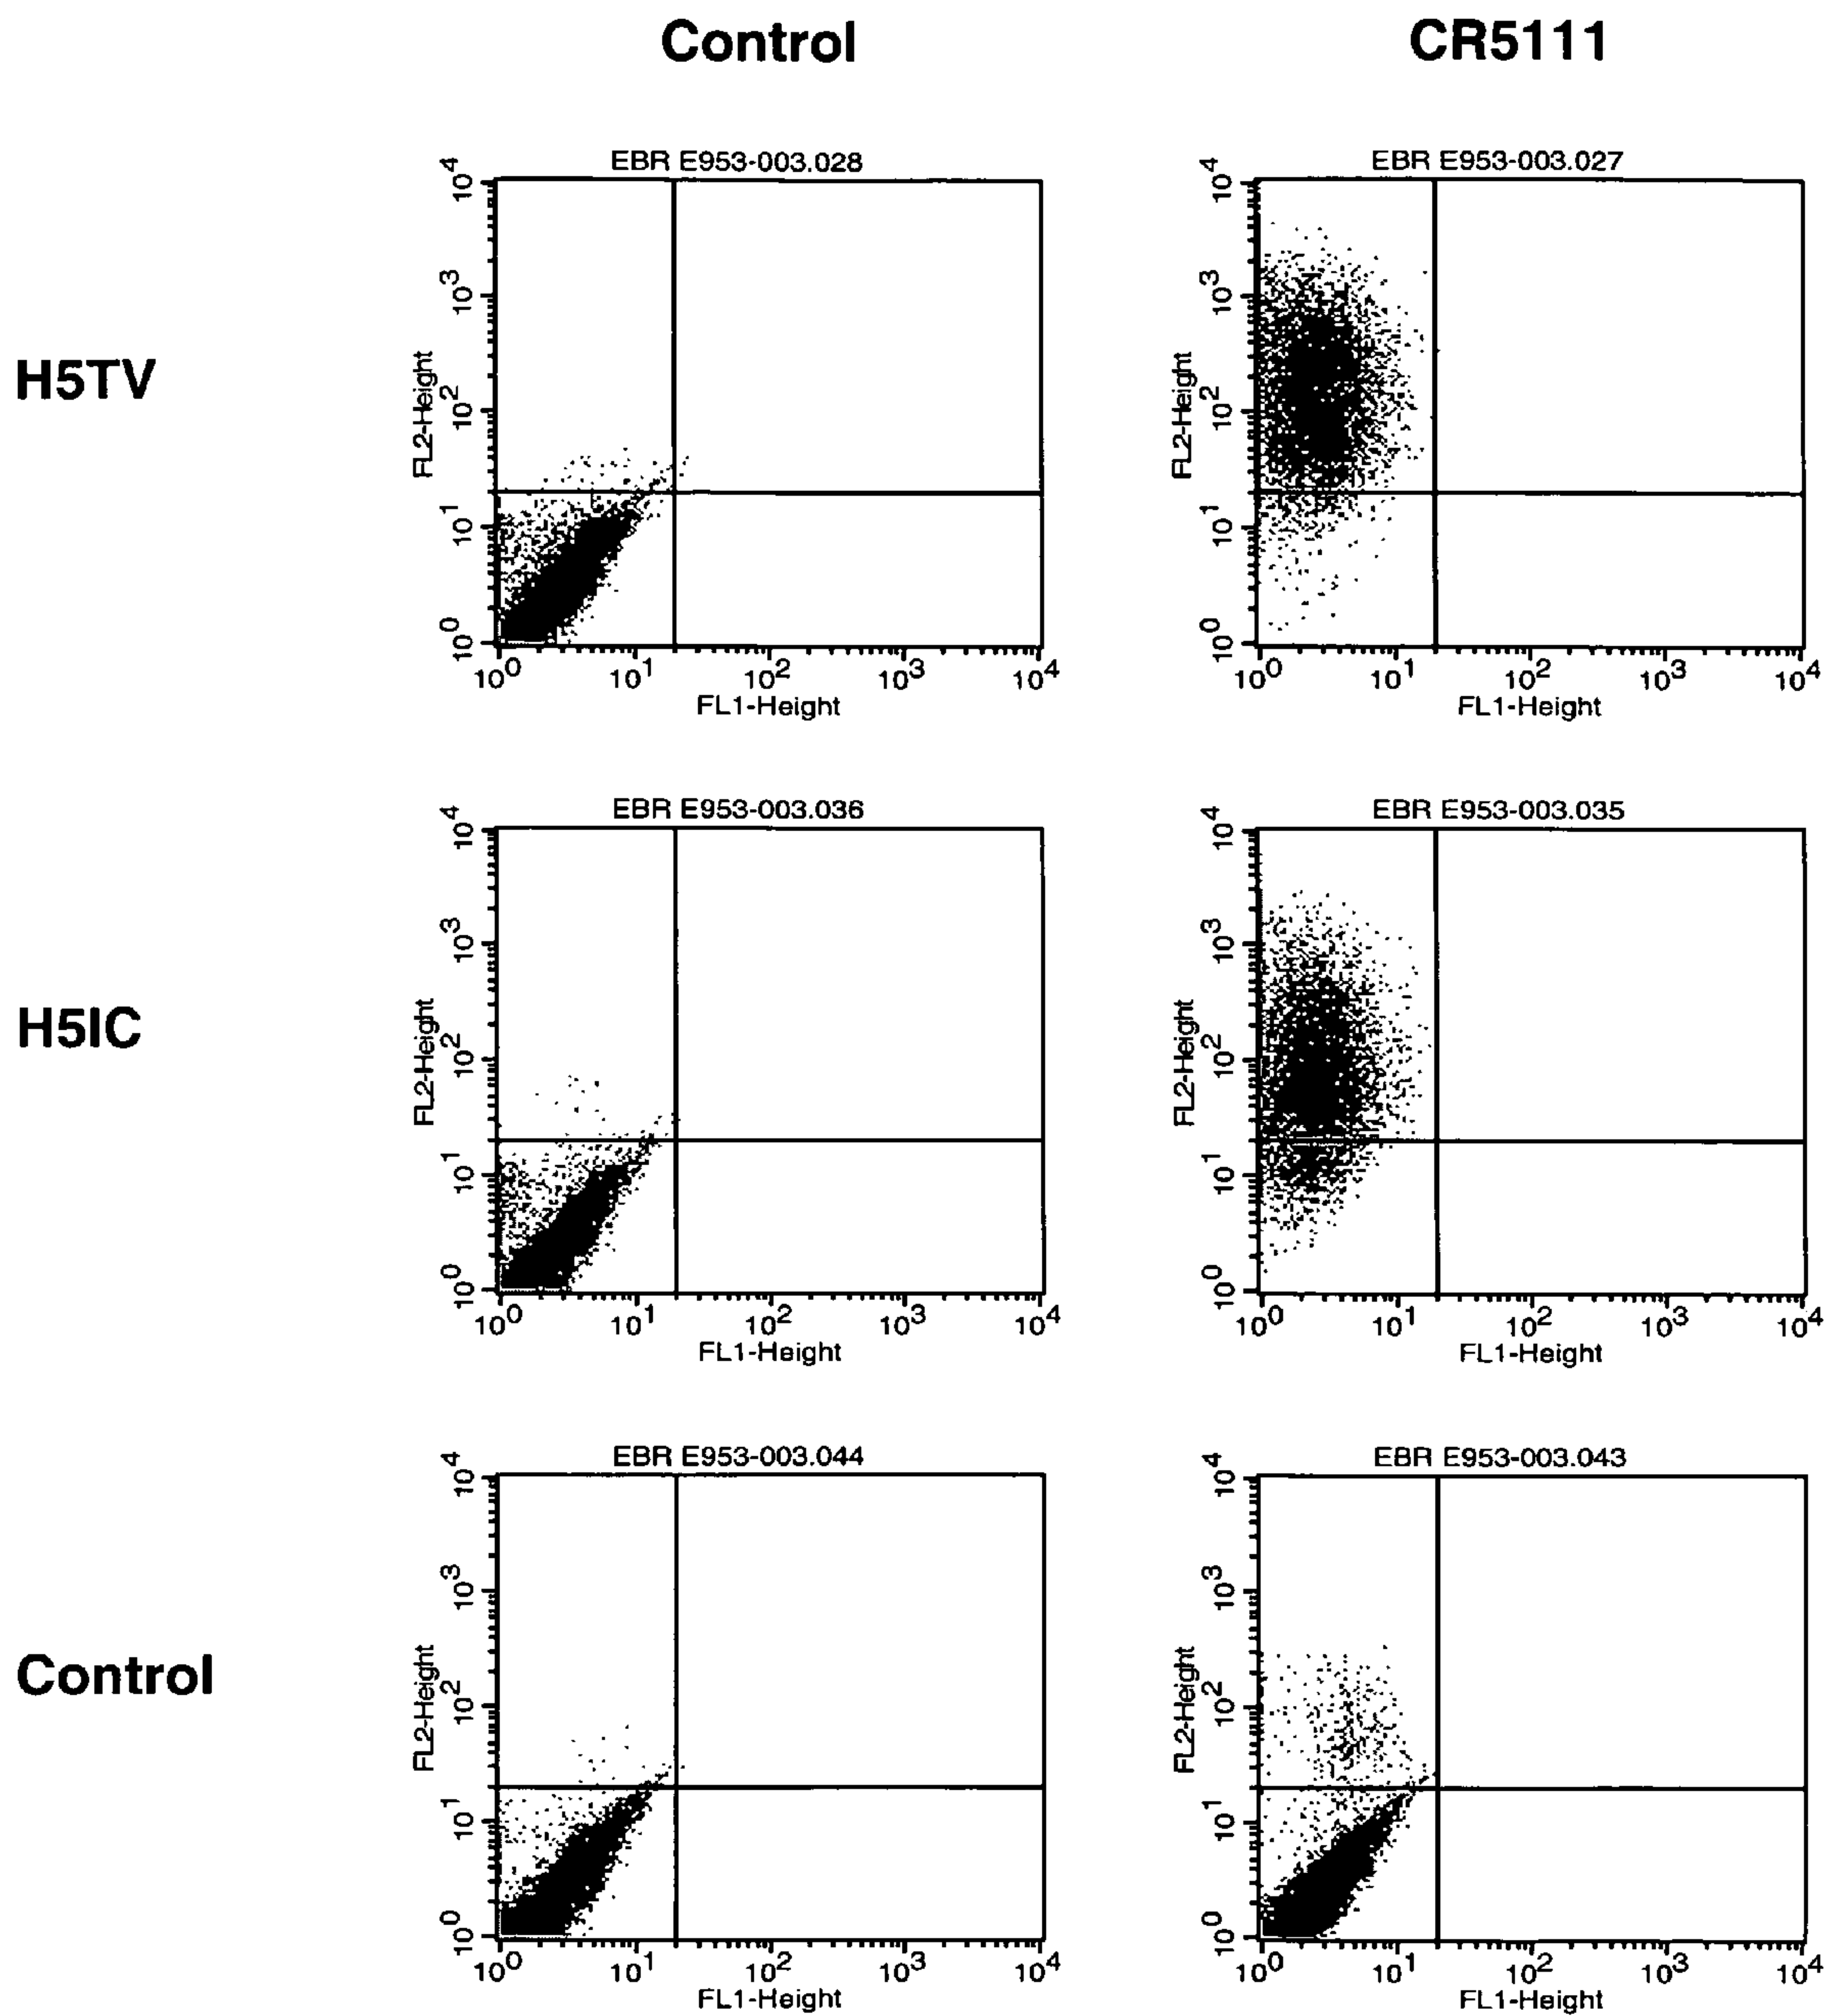 Control CR5111
H5TV
EBR E953-003.028
10^4
10^3
10^2
10^1
10^0
FL2-Height
10^0 10^1 10^2 10^3 10^4
FL1-Height
EBR E953-003.027
10^4
10^3
10^2
10^1
10^0
FL2-Height
10^0 10^1 10^2 10^3 10^4
FL1-Height
H5IC
EBR E953-003.036
10^4
10^3
10^2
10^1
10^0
FL2-Height
10^0 10^1 10^2 10^3 10^4
FL1-Height
EBR E953-003.035
10^4
10^3
10^2
10^1
10^0
FL2-Height
10^0 10^1 10^2 10^3 10^4
FL1-Height
Control
EBR E953-003.044
10^4
10^3
10^2
10^1
10^0
FL2-Height
10^0 10^1 10^2 10^3 10^4
FL1-Height
EBR E953-003.043
10^4
10^3
10^2
10^1
10^0
FL2-Height
10^0 10^1 10^2 10^3 10^4
FL1-Height